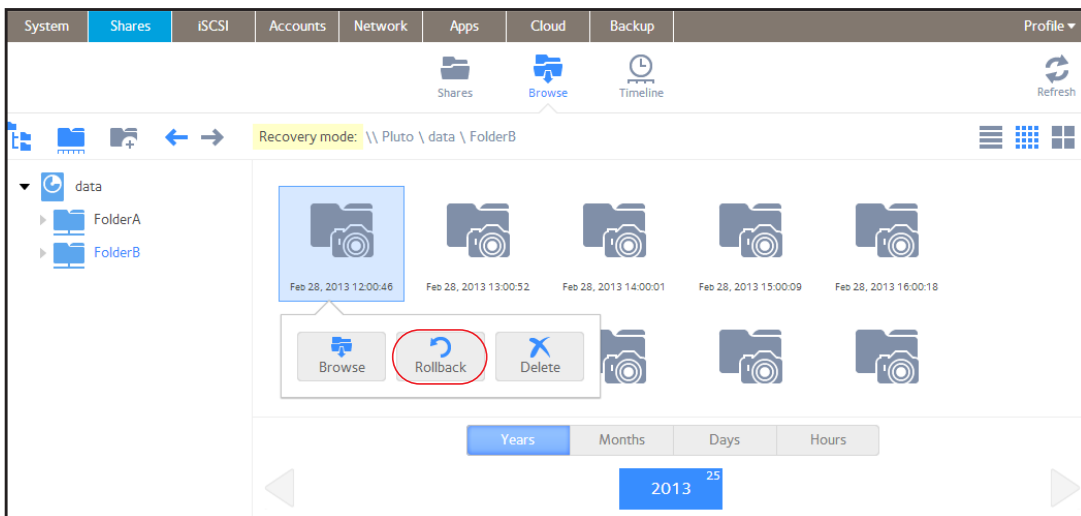 System Shares iSCSI Accounts Network Apps Cloud Backup Profile
Shares Browse Timeline Refresh
Recovery mode: \\ Pluto \ data \ FolderB
data
FolderA
FolderB
Feb 28, 2013 12:00:46 Feb 28, 2013 13:00:52 Feb 28, 2013 14:00:01 Feb 28, 2013 15:00:09 Feb 28, 2013 16:00:18
Browse Rollback Delete
Years Months Days Hours
2013 25